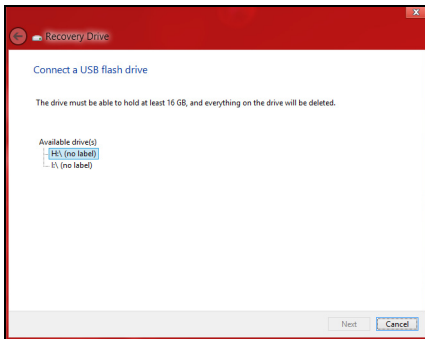 Recovery Drive
Connect a USB flash drive
The drive must be able to hold at least 16 GB, and everything on the drive will be deleted.
Available drive(s)
H:\ (no label)
I:\ (no label)
Next Cancel